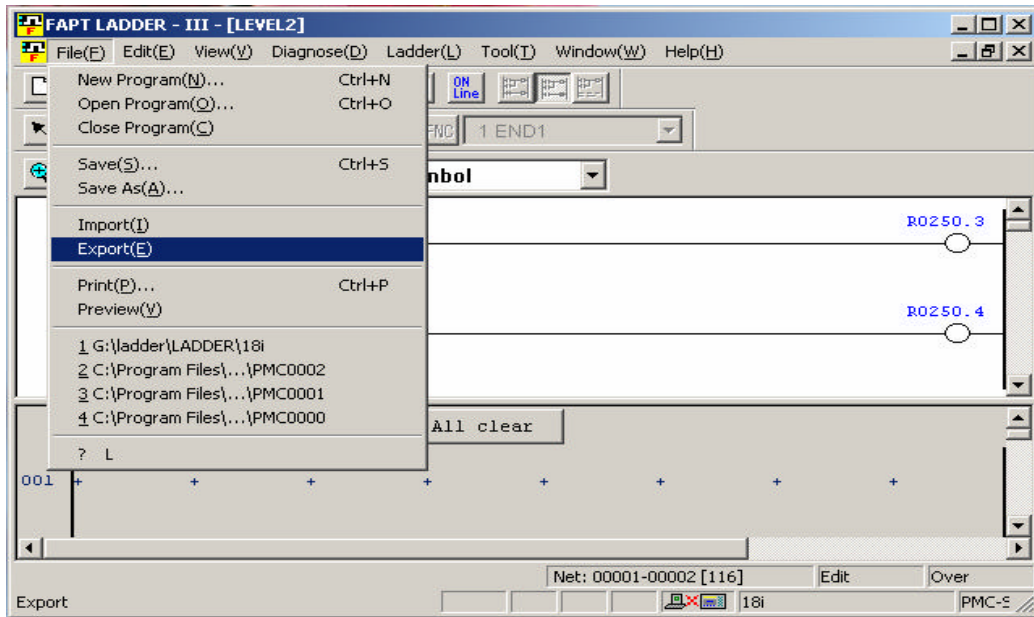 FAPT LADDER - III - [LEVEL2]
File(F) Edit(E) View(V) Diagnose(D) Ladder(L) Tool(T) Window(W) Help(H)
New Program(N)... Ctrl+N
Open Program(O)... Ctrl+O
Close Program(C)
Save(S)... Ctrl+S
Save As(A)...
Import(I)
Export(E)
Print(P)... Ctrl+P
Preview(V)
1 G:\ladder\LADDER\18i
2 C:\Program Files\...\PMC0002
3 C:\Program Files\...\PMC0001
4 C:\Program Files\...\PMC0000
? L
ON
Line
1 END1
R0250.3
R0250.4
All clear
001 + + + + + + + +
Net: 00001-00002 [116] Edit Over
Export 18i